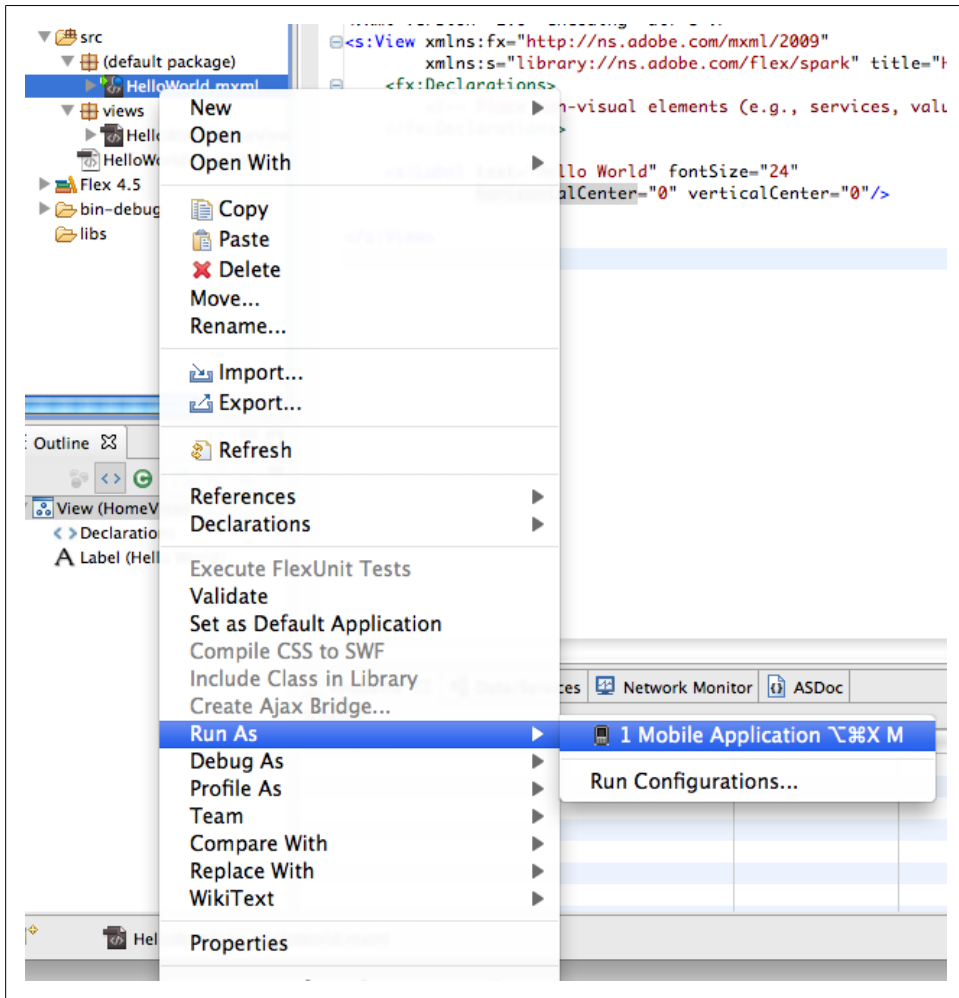 src
(default package)
HelloWorld.mxml
views
Hello
HelloWo
Flex 4.5
bin-debug
libs
<s:View xmlns:fx="http://ns.adobe.com/mxml/2009"
xmlns:s="library://ns.adobe.com/flex/spark" title="H
<fx:Declarations>
n-visual elements (e.g., services, valu
llo World" fontSize="24"
alCenter="0" verticalCenter="0"/>
New
Open
Open With
Copy
Paste
Delete
Move...
Rename...
Import...
Export...
Refresh
References
Declarations
Execute FlexUnit Tests
Validate
Set as Default Application
Compile CSS to SWF
Include Class in Library
Create Ajax Bridge...
Run As
Debug As
Profile As
Team
Compare With
Replace With
WikiText
Properties
1 Mobile Application ⌥⌘X M
Run Configurations...
Outline
View (HomeV
Declaratio
Label (Hell
ces
Network Monitor
ASDoc
Hel